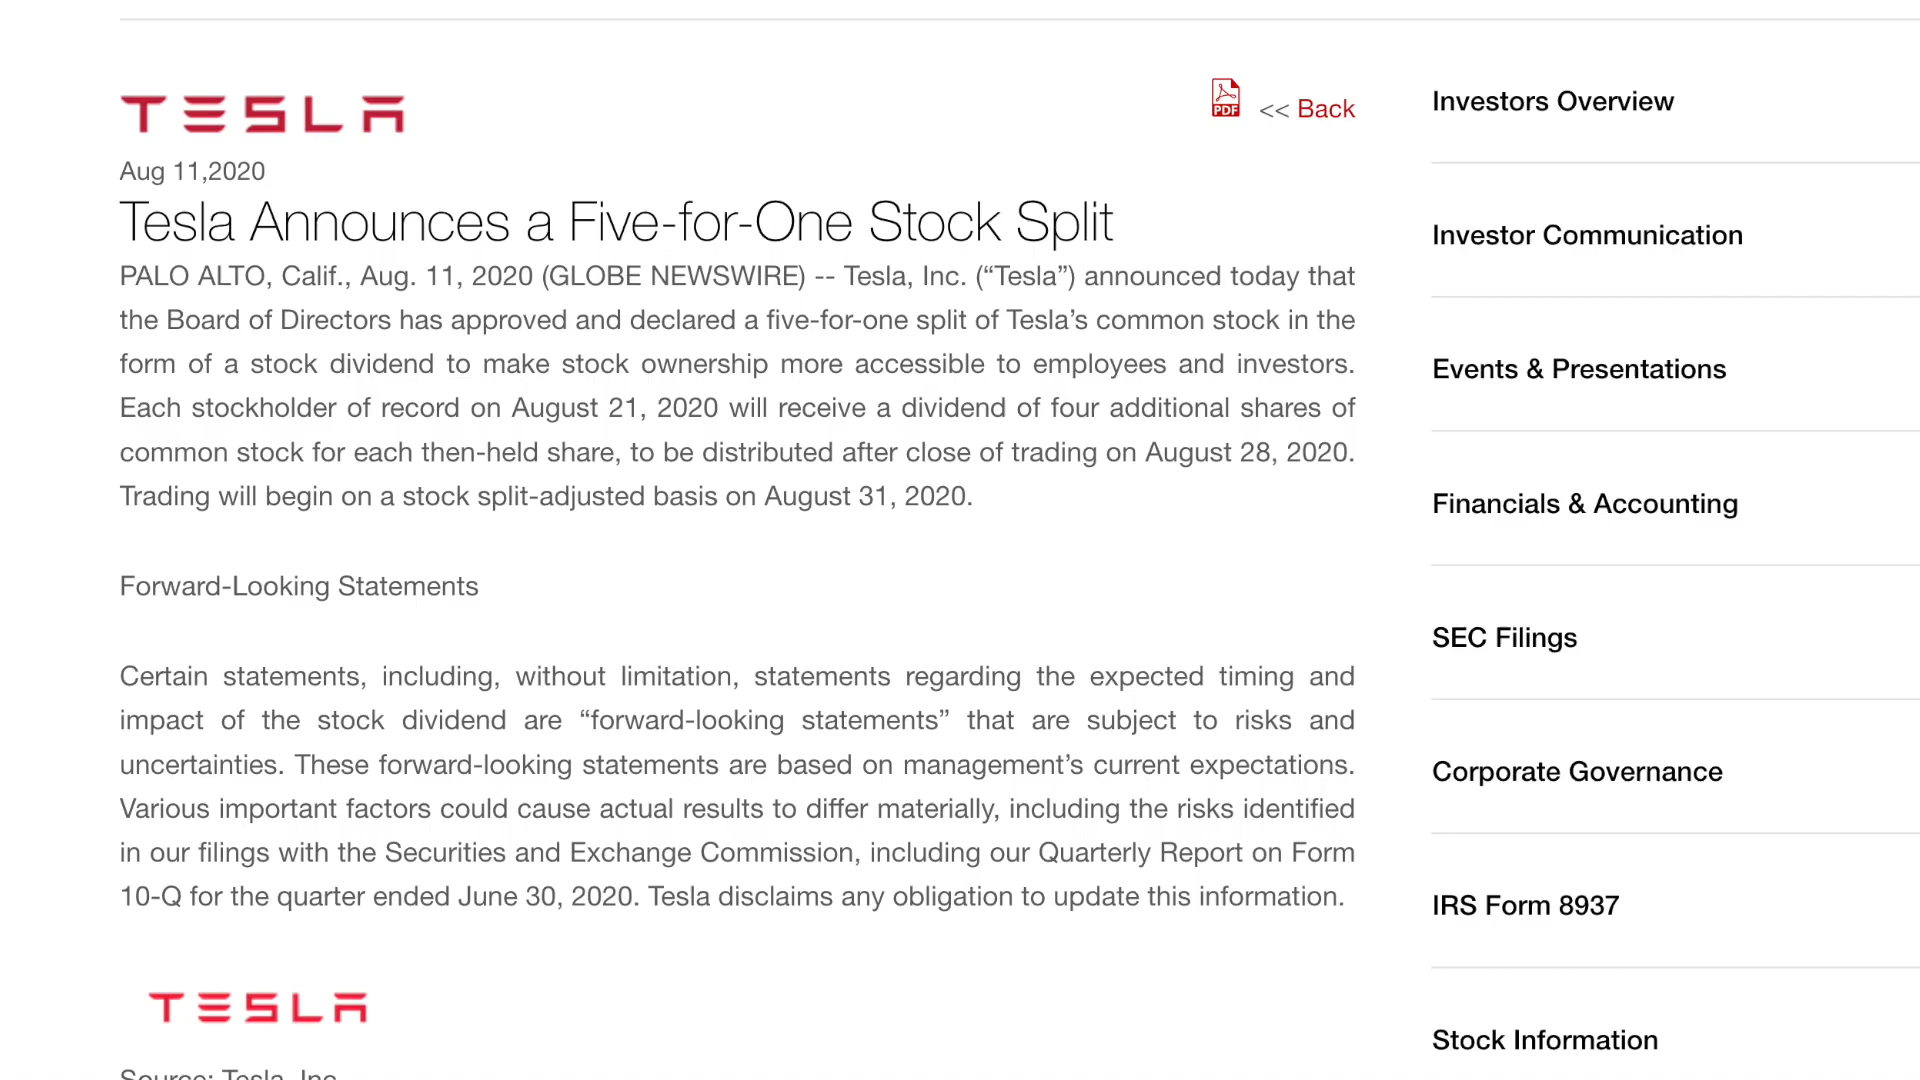 TESLA
<< Back
Aug 11,2020
Tesla Announces a Five-for-One Stock Split
PALO ALTO, Calif., Aug. 11, 2020 (GLOBE NEWSWIRE) -- Tesla, Inc. (“Tesla”) announced today that
the Board of Directors has approved and declared a five-for-one split of Tesla’s common stock in the
form of a stock dividend to make stock ownership more accessible to employees and investors.
Each stockholder of record on August 21, 2020 will receive a dividend of four additional shares of
common stock for each then-held share, to be distributed after close of trading on August 28, 2020.
Trading will begin on a stock split-adjusted basis on August 31, 2020.
Forward-Looking Statements
Certain statements, including, without limitation, statements regarding the expected timing and
impact of the stock dividend are “forward-looking statements” that are subject to risks and
uncertainties. These forward-looking statements are based on management’s current expectations.
Various important factors could cause actual results to differ materially, including the risks identified
in our filings with the Securities and Exchange Commission, including our Quarterly Report on Form
10-Q for the quarter ended June 30, 2020. Tesla disclaims any obligation to update this information.
TESLA
Source: Tesla, Inc.
PDF
Investors Overview
Investor Communication
Events & Presentations
Financials & Accounting
SEC Filings
Corporate Governance
IRS Form 8937
Stock Information